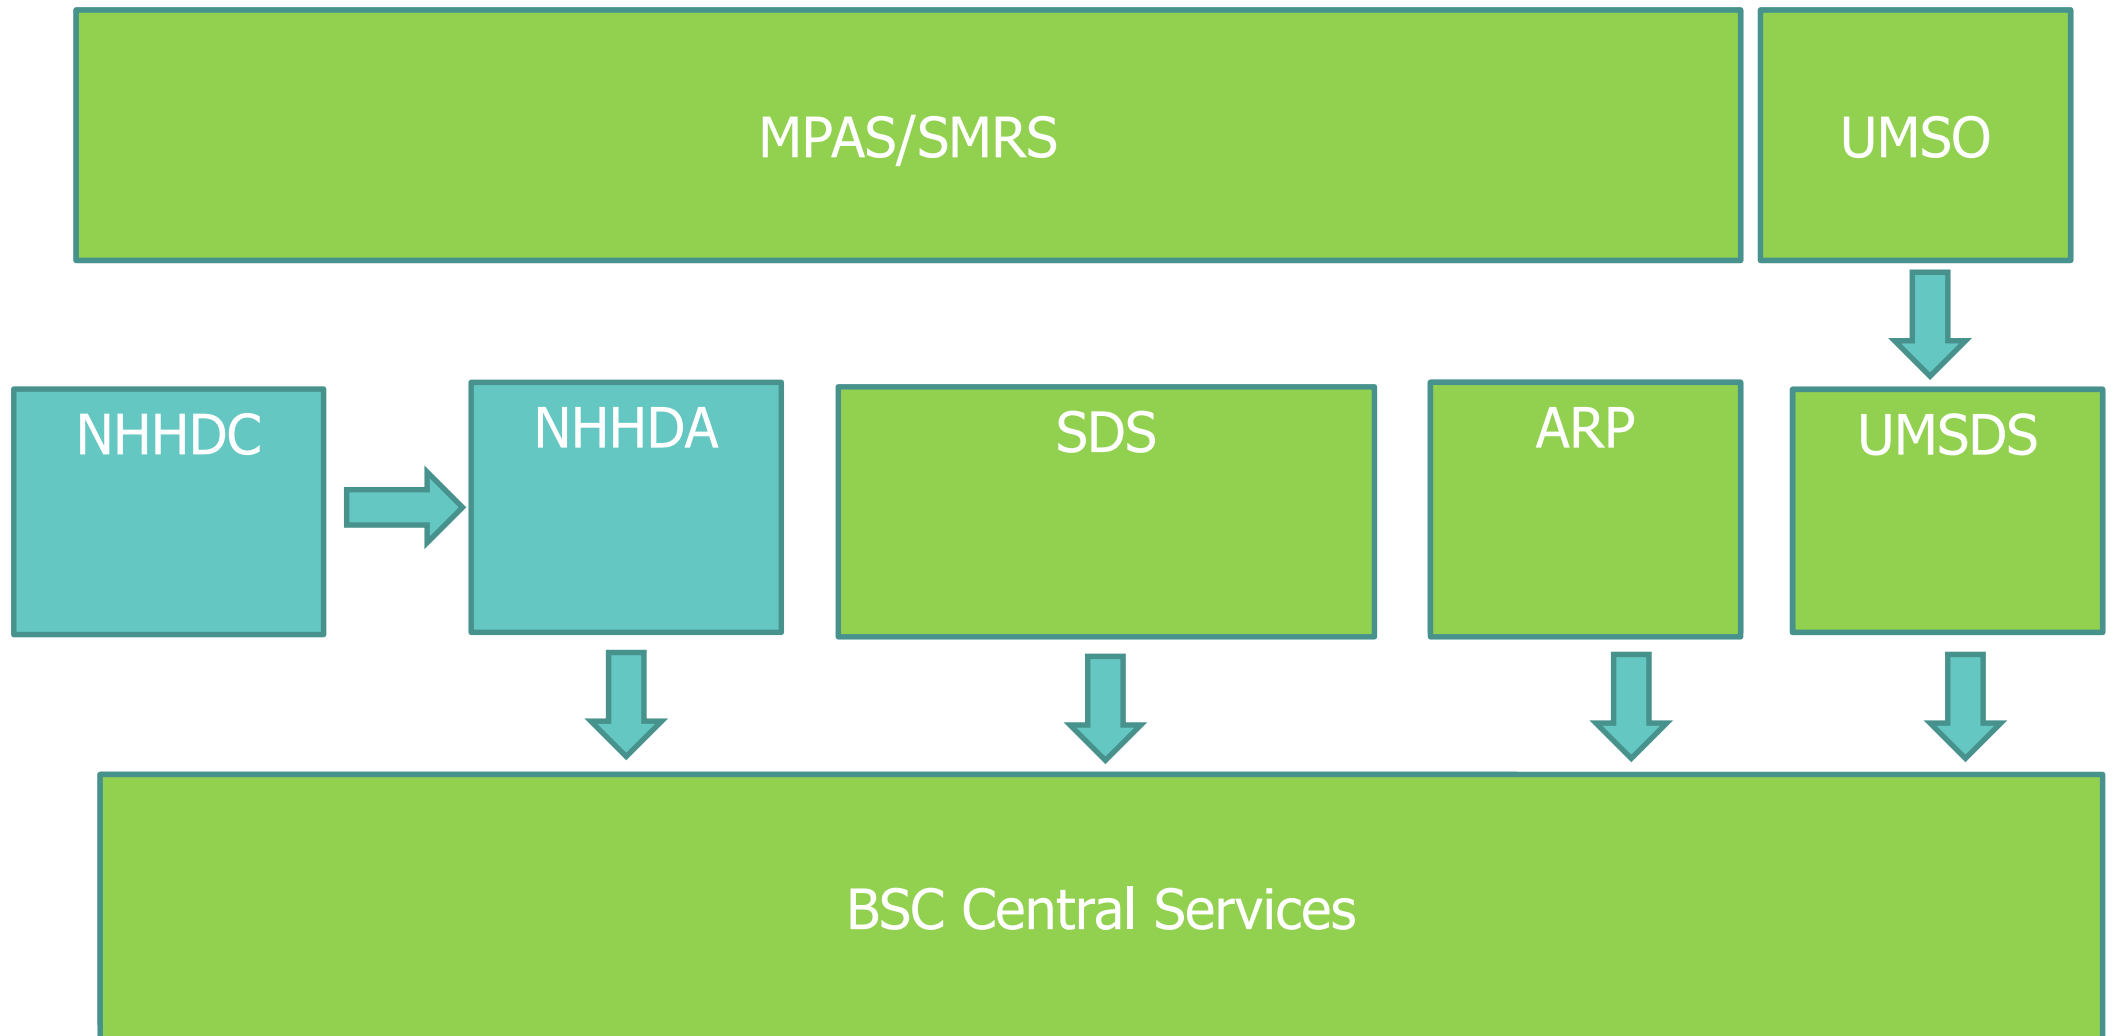 MPAS/SMRS
UMSO
NHHDC
NHHDA
SDS
ARP
UMSDS
BSC Central Services